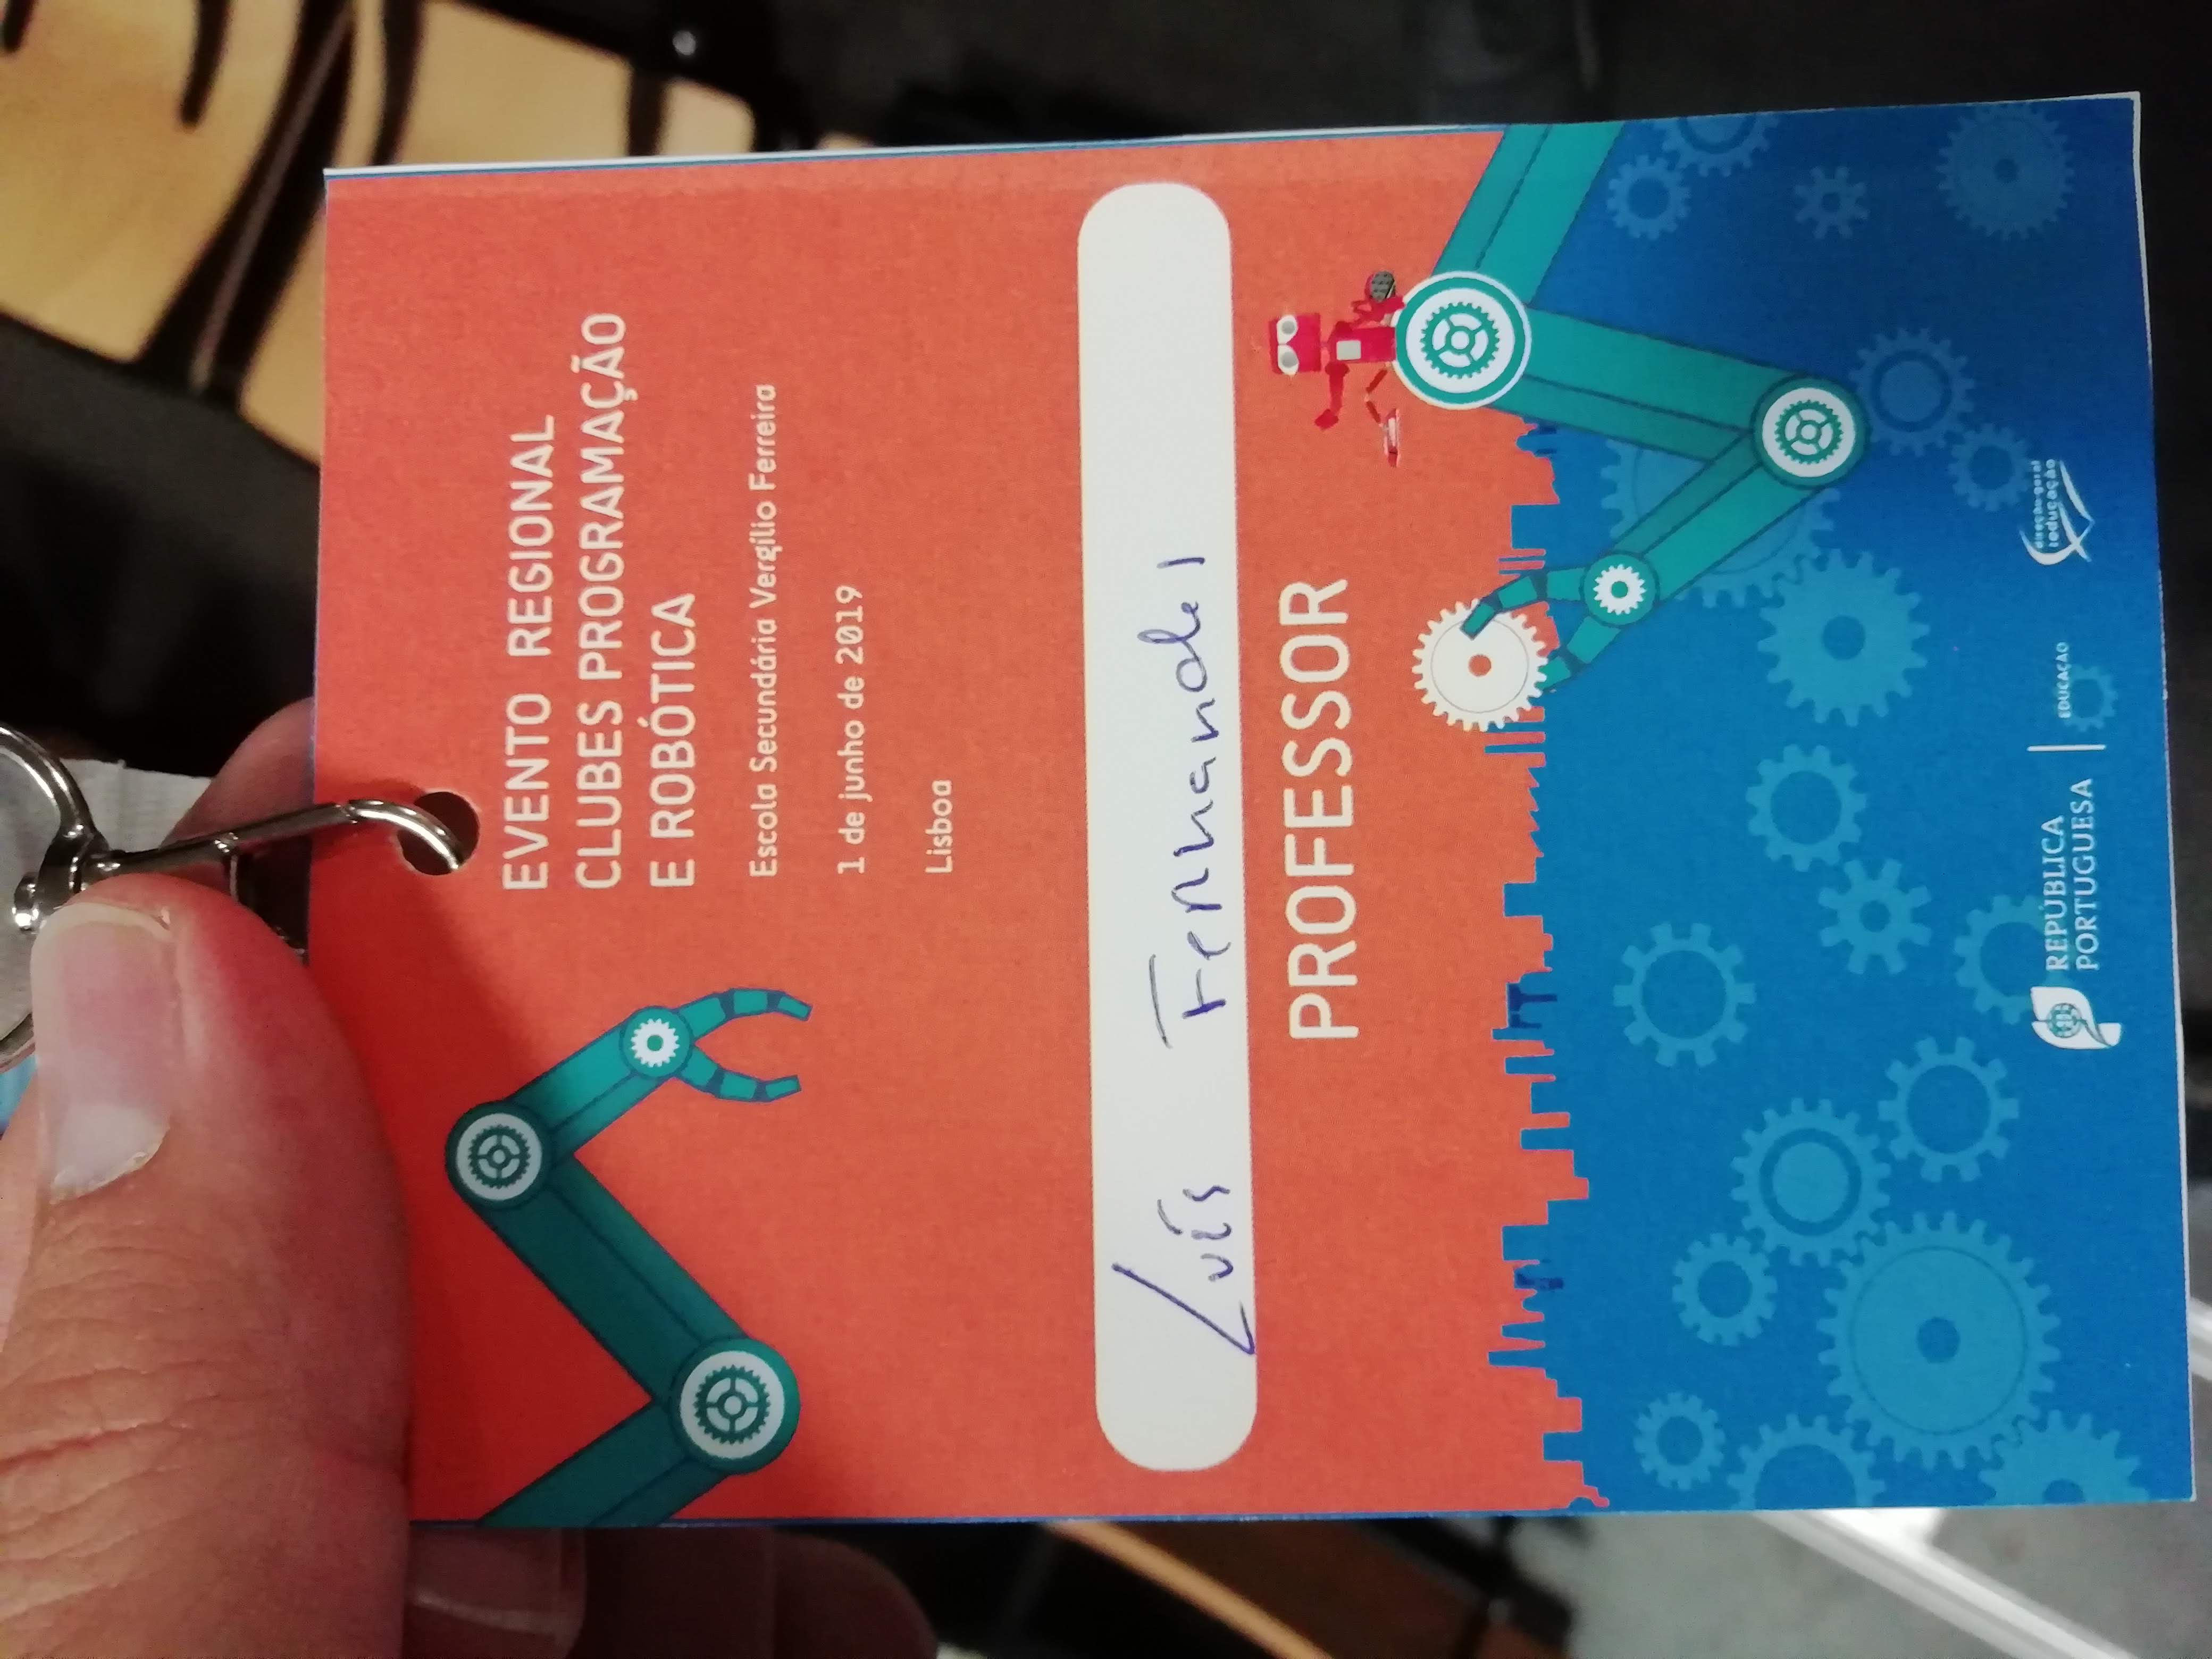 EVENTO REGIONAL
CLUBES PROGRAMAÇÃO
E ROBÓTICA
Escola Secundária Vergílio Ferreira
1 de junho de 2019
Lisboa
Luís Fernandes
PROFESSOR
REPÚBLICA
PORTUGUESA
EDUCAÇÃO
direção-geral
educação